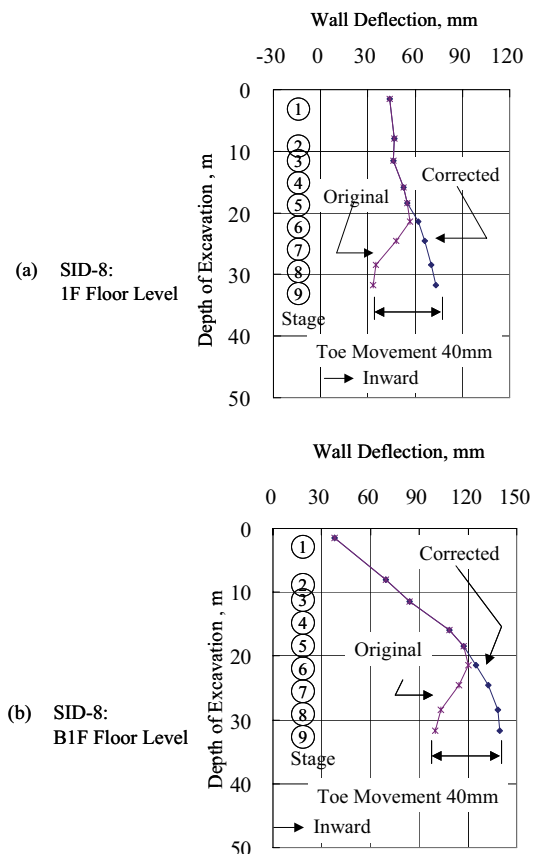 Wall Deflection, mm
-30 0 30 60 90 120
0
10
20
30
40
50
Depth of Excavation , m
1
2
3
4
5
6
7
8
9
Stage
Original
Corrected
Toe Movement 40mm
Inward
(a) SID-8:
1F Floor Level
Wall Deflection, mm
0 30 60 90 120 150
0
10
20
30
40
50
Depth of Excavation , m
1
2
3
4
5
6
7
8
9
Stage
Corrected
Original
Toe Movement 40mm
Inward
(b) SID-8:
B1F Floor Level